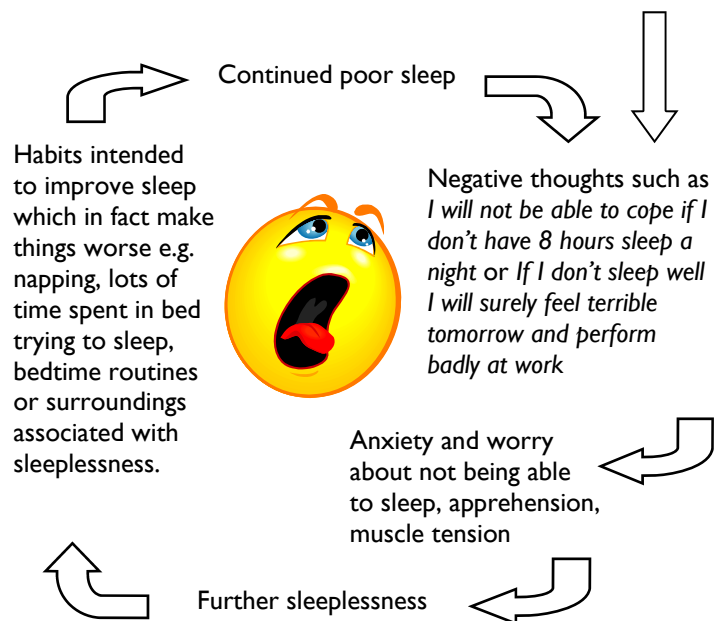 Continued poor sleep
Negative thoughts such as
I will not be able to cope if I
don't have 8 hours sleep a
night or If I don't sleep well
I will surely feel terrible
tomorrow and perform
badly at work
Anxiety and worry
about not being able
to sleep, apprehension,
muscle tension
Further sleeplessness
Habits intended
to improve sleep
which in fact make
things worse e.g.
napping, lots of
time spent in bed
trying to sleep,
bedtime routines
or surroundings
associated with
sleeplessness.